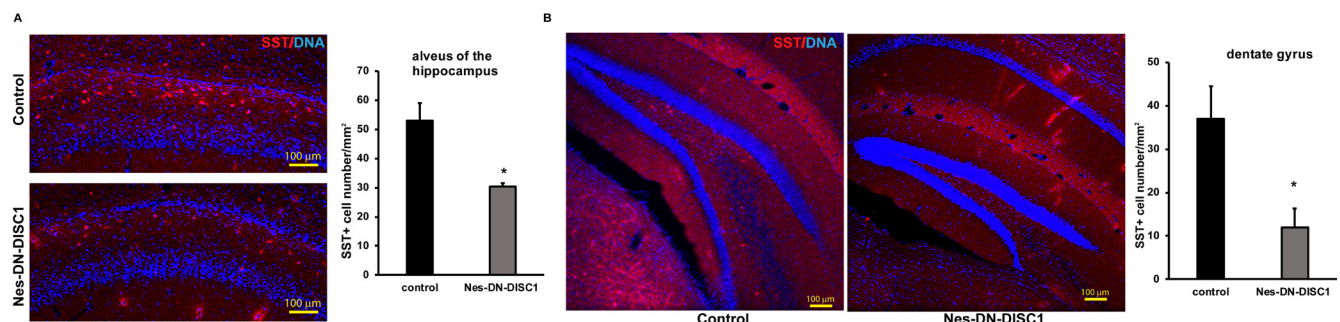 A
SST/DNA
Control
100 µm
Nes-DN-DISC1
100 µm
alveus of the
hippocampus
SST+ cell number/mm²
70
60
50
40
30
20
10
0
*
control
Nes-DN-DISC1
B
SST/DNA
100 µm
Control
100 µm
Nes-DN-DISC1
dentate gyrus
SST+ cell number/mm²
50
40
30
20
10
0
*
control
Nes-DN-DISC1